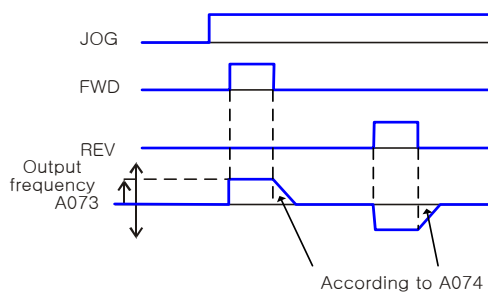 JOG
FWD
REV
Output
frequency
A073
According to A074